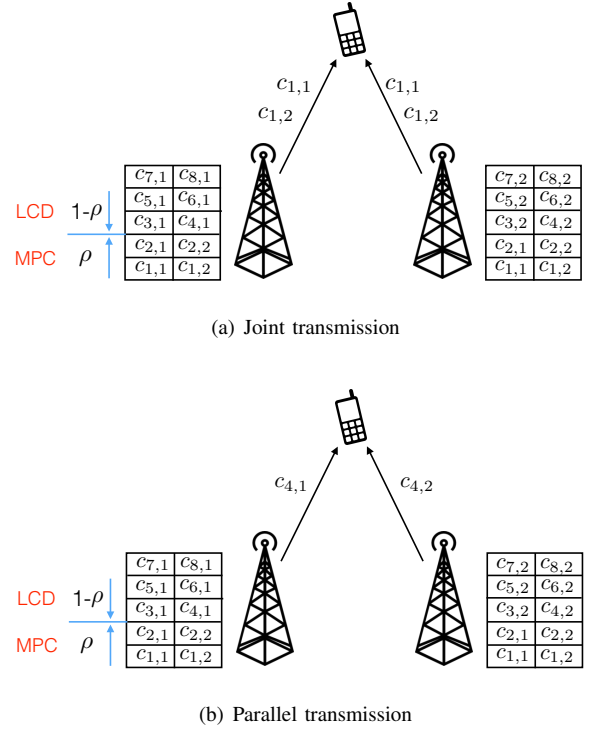 c1,1 c1,1
c1,2 c1,2
c7,1 c8,1 c7,2 c8,2
c5,1 c6,1 c5,2 c6,2
LCD 1-ρ c3,1 c4,1 c3,2 c4,2
MPC ρ c2,1 c2,2 c2,1 c2,2
c1,1 c1,2 c1,1 c1,2
(a) Joint transmission
c4,1 c4,2
c7,1 c8,1 c7,2 c8,2
c5,1 c6,1 c5,2 c6,2
LCD 1-ρ c3,1 c4,1 c3,2 c4,2
MPC ρ c2,1 c2,2 c2,1 c2,2
c1,1 c1,2 c1,1 c1,2
(b) Parallel transmission